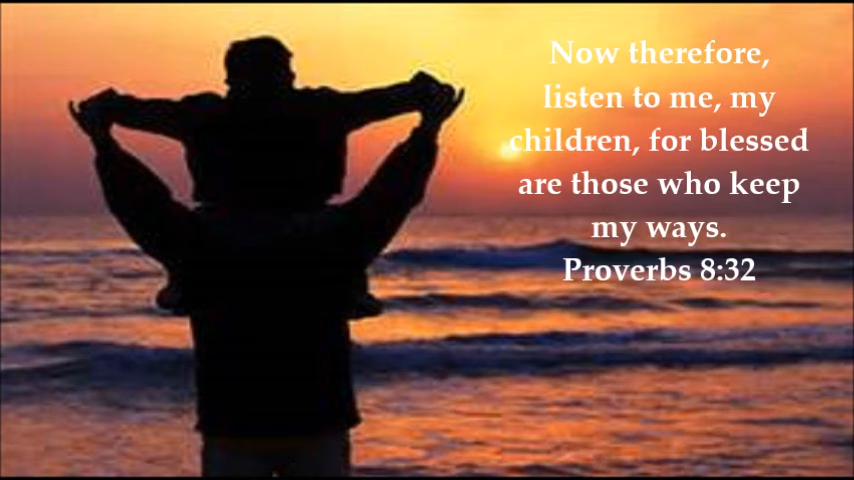 Now therefore,
listen to me, my
children, for blessed
are those who keep
my ways.
Proverbs 8:32